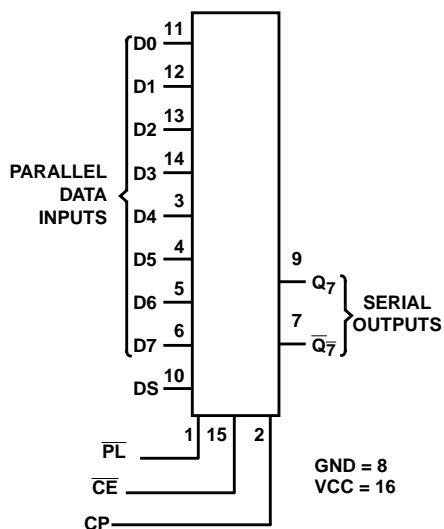 D0 11
D1 12
D2 13
D3 14
D4 3
D5 4
D6 5
D7 6
DS 10
PARALLEL
DATA
INPUTS
9 Q7
7 Q̅7̅
SERIAL
OUTPUTS
1 15 2
P̅L̅
C̅E̅
CP
GND = 8
VCC = 16